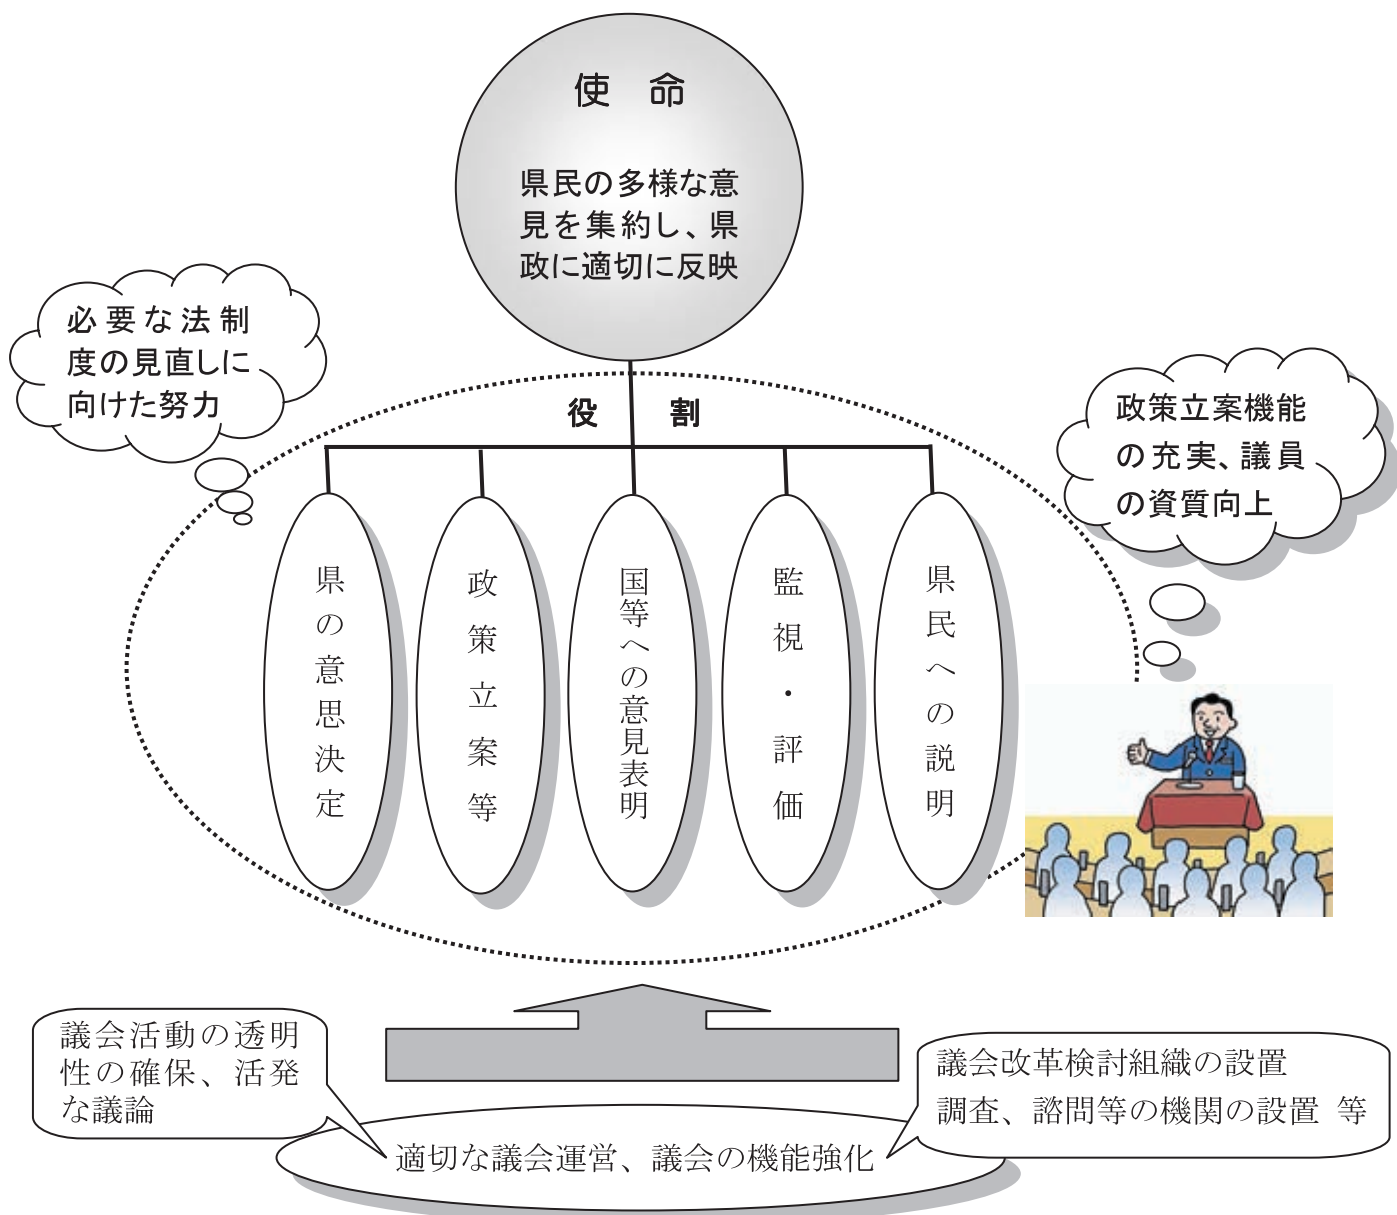 使 命
県民の多様な意
見を集約し、県
政に適切に反映
必要な法制
度の見直しに
向けた努力
役 割
政策立案機能
の充実、議員
の資質向上
県の意思決定
政策立案等
国等への意見表明
監視・評価
県民への説明
議会活動の透明
性の確保、活発
な議論
議会改革検討組織の設置
調査、諮問等の機関の設置 等
適切な議会運営、議会の機能強化